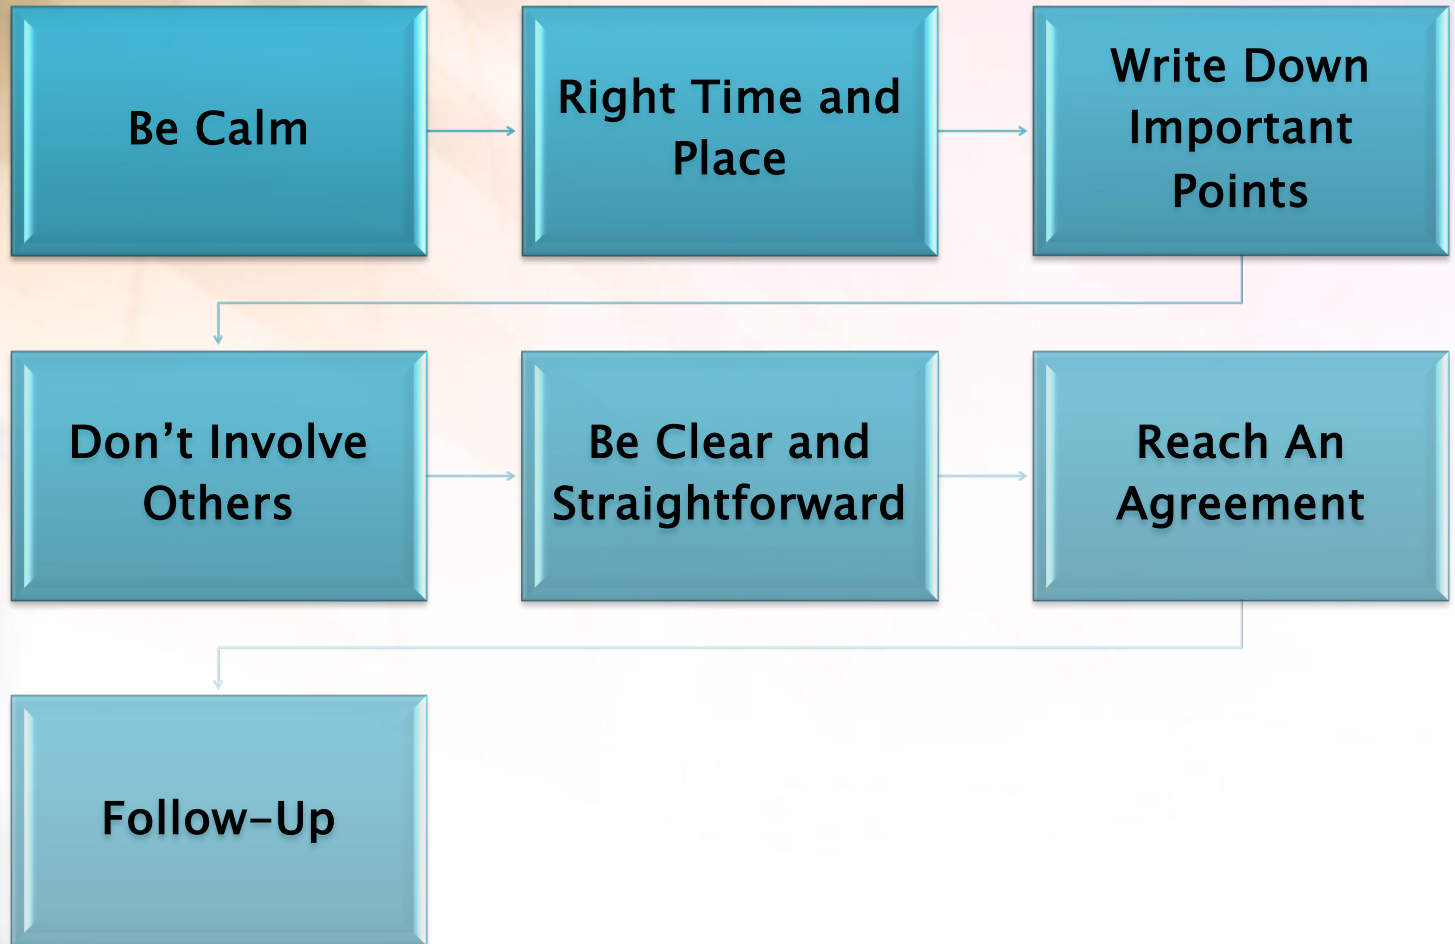 Be Calm
Right Time and
Place
Write Down
Important
Points
Don’t Involve
Others
Be Clear and
Straightforward
Reach An
Agreement
Follow-Up